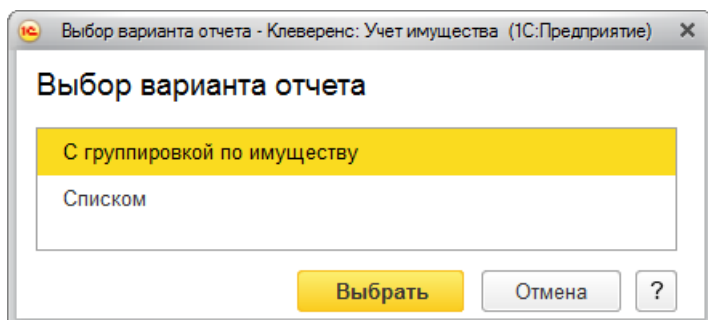 1С Выбор варианта отчета - Клеверенс: Учет имущества (1С:Предприятие)
Выбор варианта отчета
С группировкой по имуществу
Списком
Выбрать Отмена ?